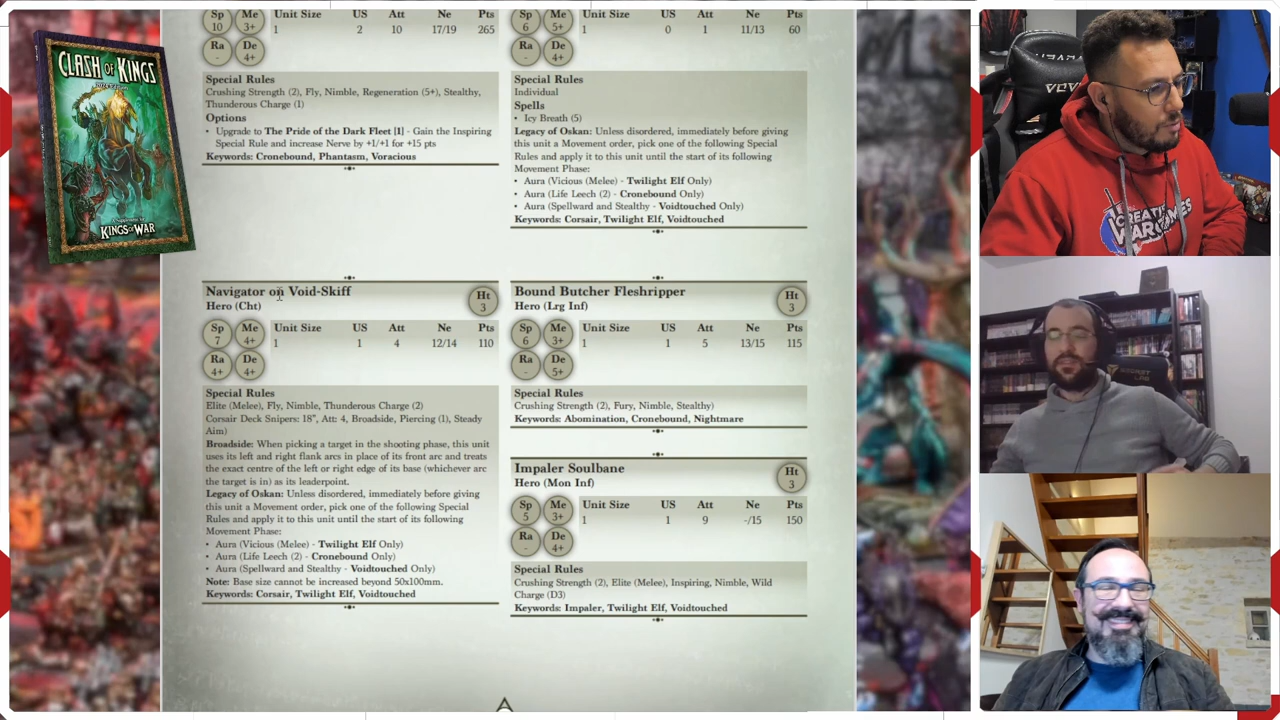 CLASH OF KINGS
KINGS OF WAR
Sp
10
Me
3+
Ra
-
De
4+
Unit Size US Att Ne Pts
1 2 10 17/19 265
Special Rules
Crushing Strength (2), Fly, Nimble, Regeneration (5+), Stealthy,
Thunderous Charge (1)
Options
• Upgrade to The Pride of the Dark Fleet [1] - Gain the Inspiring
Special Rule and increase Nerve by +1/+1 for +15 pts
Keywords: Cronebound, Phantasm, Voracious
Sp
6
Me
5+
Ra
-
De
4+
Unit Size US Att Ne Pts
1 0 1 11/13 60
Special Rules
Individual
Spells
• Icy Breath (5)
Legacy of Oskan: Unless disordered, immediately before giving
this unit a Movement order, pick one of the following Special
Rules and apply it to this unit until the start of its following
Movement Phase:
• Aura (Vicious (Melee) - Twilight Elf Only)
• Aura (Life Leech (2) - Cronebound Only)
• Aura (Spellward and Stealthy - Voidtouched Only)
Keywords: Corsair, Twilight Elf, Voidtouched
Navigator on Void-Skiff
Hero (Cht)
Ht
3
Sp
7
Me
4+
Ra
4+
De
4+
Unit Size US Att Ne Pts
1 1 4 12/14 110
Special Rules
Elite (Melee), Fly, Nimble, Thunderous Charge (2)
Corsair Deck Snipers: 18", Att: 4, Broadside, Piercing (1), Steady
Aim)
Broadside: When picking a target in the shooting phase, this unit
uses its left and right flank arcs in place of its front arc and treats
the exact centre of the left or right edge of its base (whichever arc
the target is in) as its leaderpoint.
Legacy of Oskan: Unless disordered, immediately before giving
this unit a Movement order, pick one of the following Special
Rules and apply it to this unit until the start of its following
Movement Phase:
• Aura (Vicious (Melee) - Twilight Elf Only)
• Aura (Life Leech (2) - Cronebound Only)
• Aura (Spellward and Stealthy - Voidtouched Only)
Note: Base size cannot be increased beyond 50x100mm.
Keywords: Corsair, Twilight Elf, Voidtouched
Bound Butcher Fleshripper
Hero (Lrg Inf)
Ht
3
Sp
6
Me
3+
Ra
-
De
5+
Unit Size US Att Ne Pts
1 1 5 13/15 115
Special Rules
Crushing Strength (2), Fury, Nimble, Stealthy)
Keywords: Abomination, Cronebound, Nightmare
Impaler Soulbane
Hero (Mon Inf)
Ht
3
Sp
5
Me
3+
Ra
-
De
4+
Unit Size US Att Ne Pts
1 1 9 -/15 150
Special Rules
Crushing Strength (2), Elite (Melee), Inspiring, Nimble, Wild
Charge (D3)
Keywords: Impaler, Twilight Elf, Voidtouched